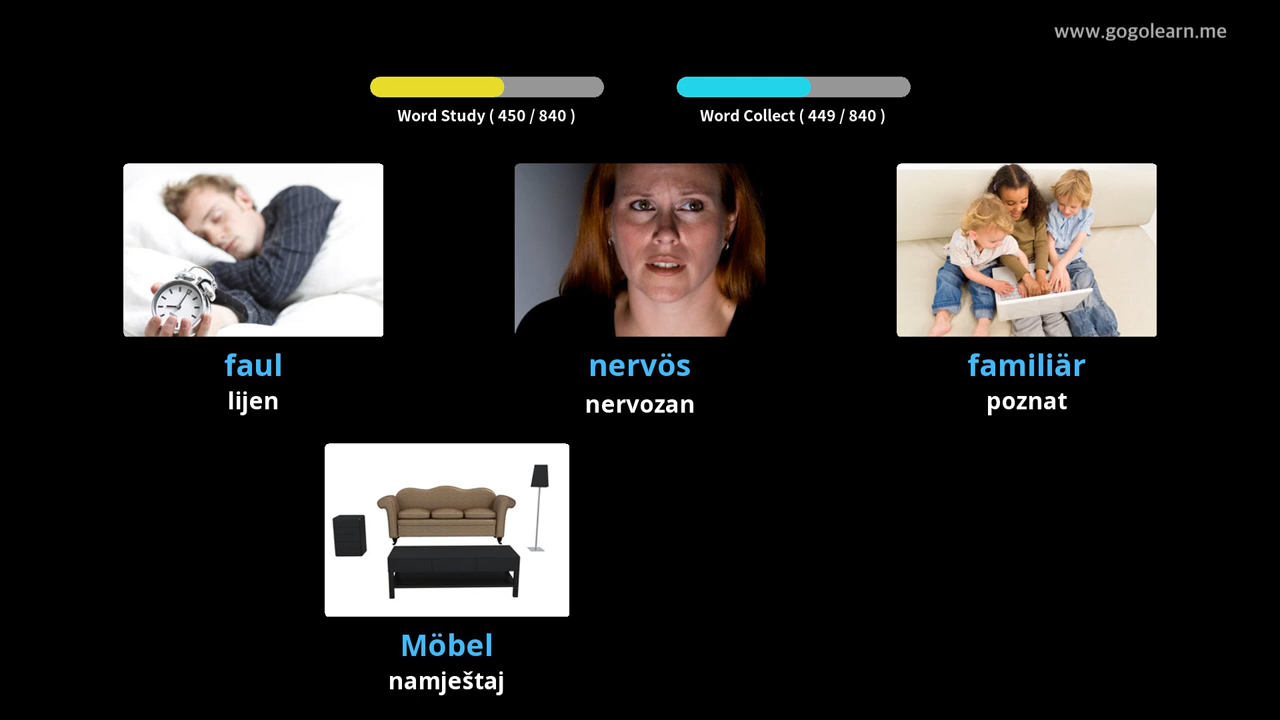 www.gogolearn.me
Word Study ( 450 / 840 )
Word Collect ( 449 / 840 )
faul
lijen
nervös
nervozan
familiär
poznat
Möbel
namještaj